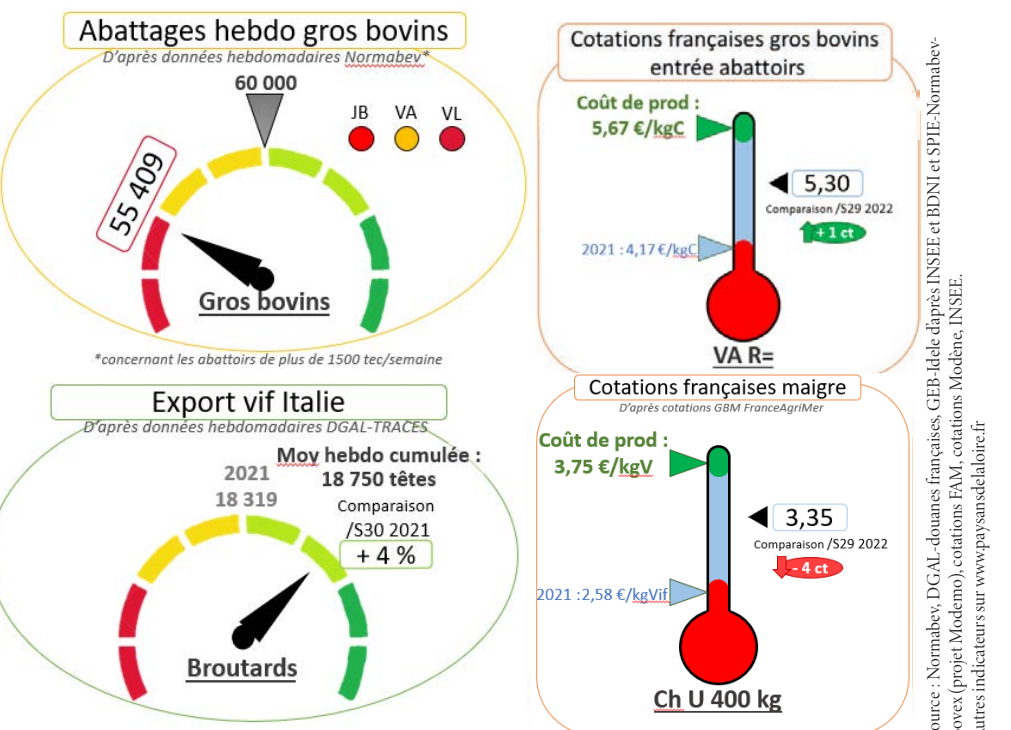 Abattages hebdo gros bovins
D'après données hebdomadaires Normabev*
60 000
JB VA VL
55 409
Gros bovins
*concernant les abattoirs de plus de 1500 tec/semaine
Cotations françaises gros bovins
entrée abattoirs
Coût de prod :
5,67 €/kgC
5,30
Comparaison /S29 2022
+ 1 ct
2021 : 4,17 €/kgC
VA R=
Export vif Italie
D'après données hebdomadaires DGAL-TRACES
Moy hebdo cumulée :
18 750 têtes
2021
18 319
Comparaison
/S30 2021
+ 4 %
Broutards
Cotations françaises maigre
D'après cotations GBM FranceAgriMer
Coût de prod :
3,75 €/kgV
3,35
Comparaison /S29 2022
- 4 ct
2021 :2,58 €/kgVif
Ch U 400 kg
ource : Normabev, DGAL-douanes françaises, GEB-Idele d'après INSEE et BDNI et SPIE-Normabev-
ovex (projet Modemo), cotations FAM, cotations Modène, INSEE.
utres indicateurs sur www.paysansdelaloire.fr